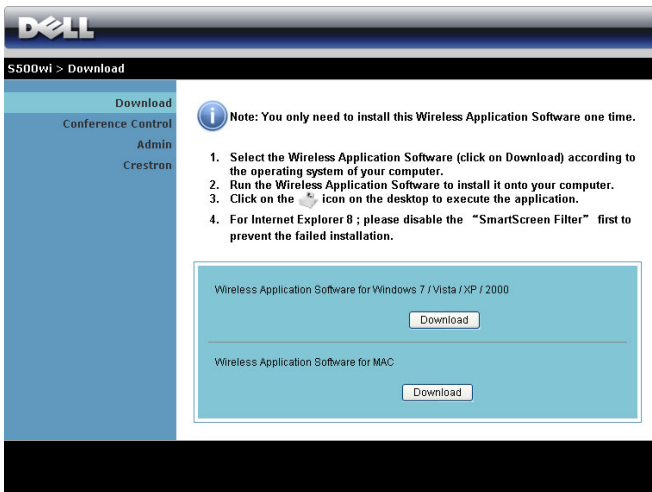 DELL
S500wi > Download
Download
Conference Control
Admin
Crestron
Note: You only need to install this Wireless Application Software one time.
1. Select the Wireless Application Software (click on Download) according to
the operating system of your computer.
2. Run the Wireless Application Software to install it onto your computer.
3. Click on the icon on the desktop to execute the application.
4. For Internet Explorer 8 ; please disable the “SmartScreen Filter” first to
prevent the failed installation.
Wireless Application Software for Windows 7 / Vista / XP / 2000
Download
Wireless Application Software for MAC
Download